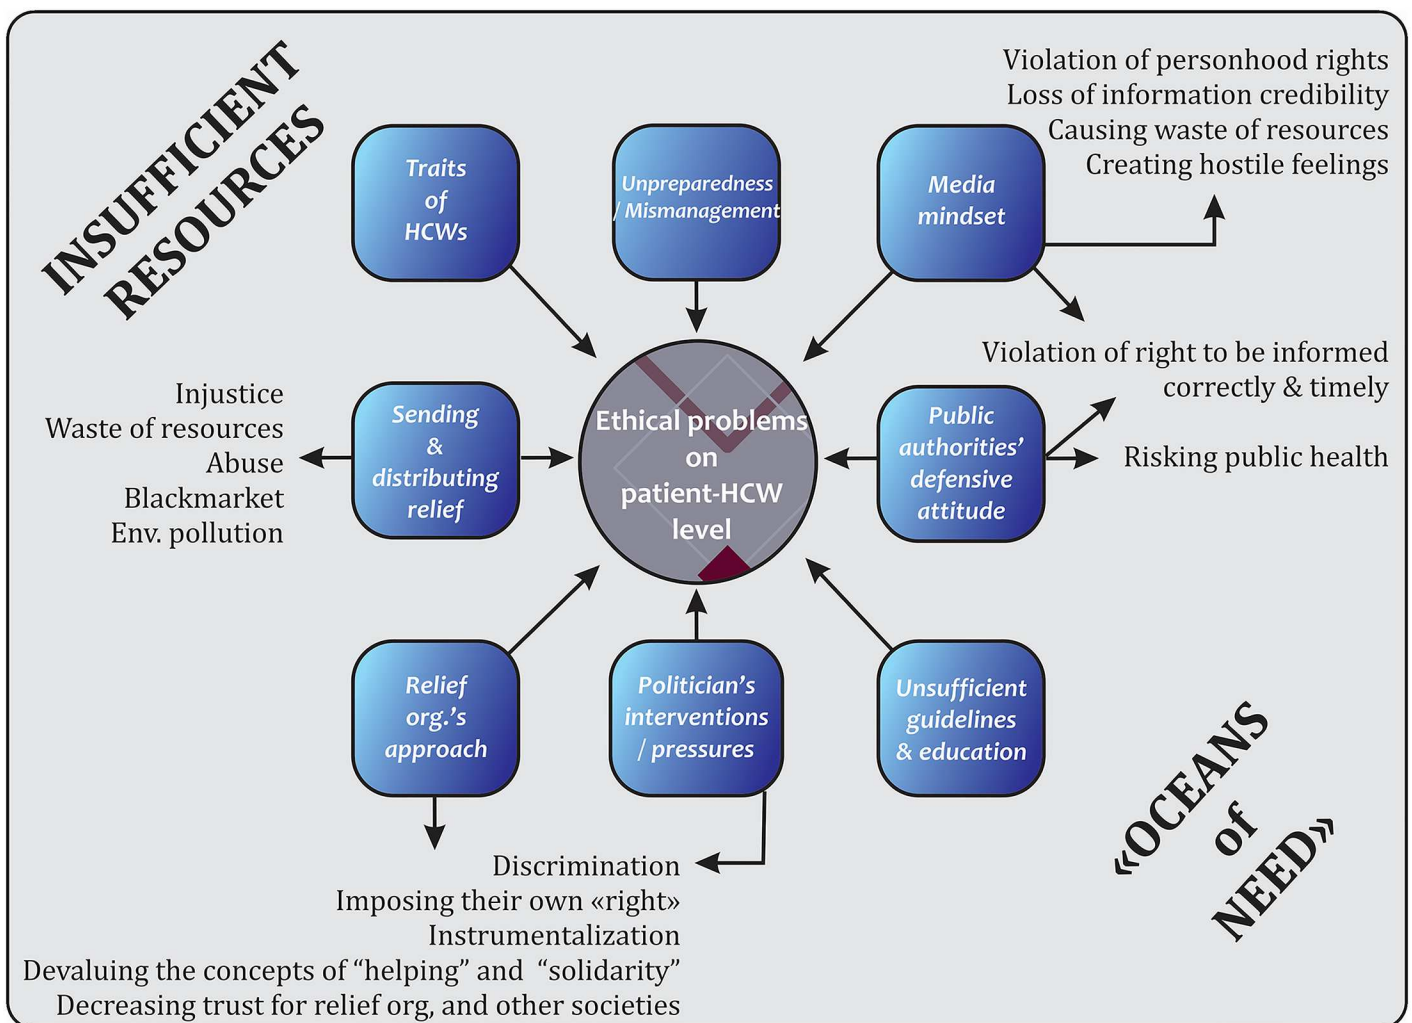 INSUFFICIENT
RESOURCES
Violation of personhood rights
Loss of information credibility
Causing waste of resources
Creating hostile feelings
Traits
of
HCWs
Unpreparedness
/ Mismanagement
Media
mindset
Violation of right to be informed
correctly & timely
Injustice
Waste of resources
Abuse
Blackmarket
Env. pollution
Sending
&
distributing
relief
Ethical problems
on
patient-HCW
level
Public
authorities’
defensive
attitude
Risking public health
Relief
org.’s
approach
Politician’s
interventions
/ pressures
Unsufficient
guidelines
& education
Discrimination
Imposing their own «right»
Instrumentalization
Devaluing the concepts of “helping” and “solidarity”
Decreasing trust for relief org, and other societies
«OCEANS
of
NEED»